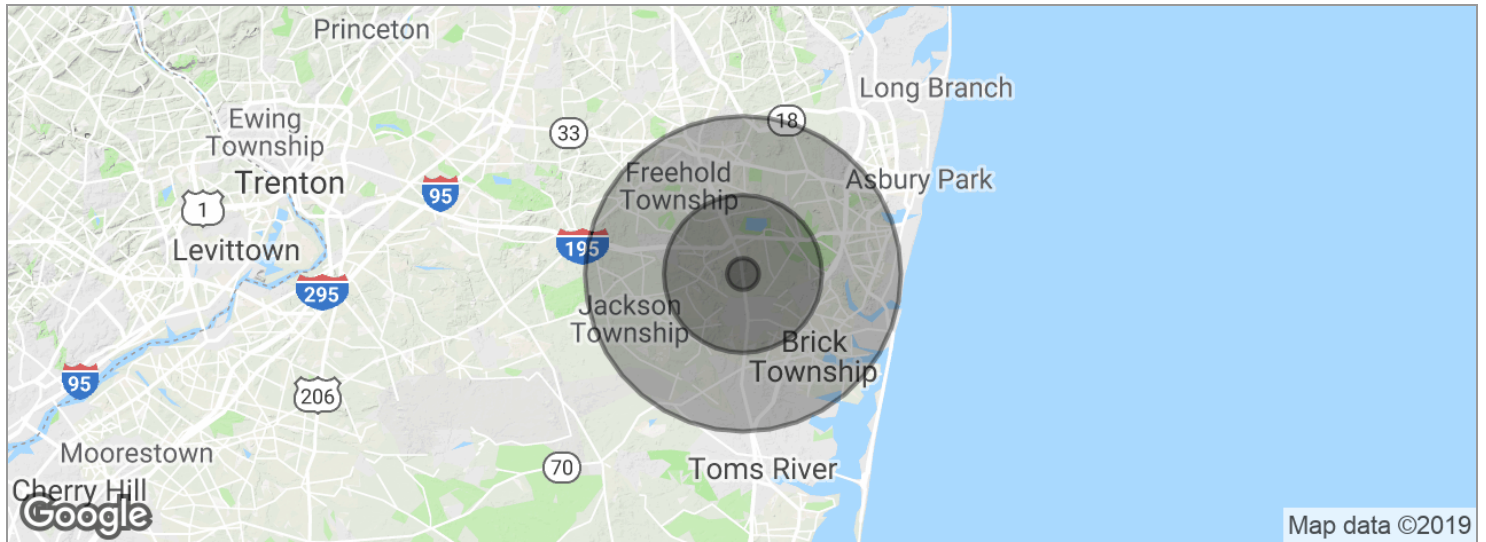 Princeton
Long Branch
Ewing
Township
18
33
Freehold
Township
Trenton
95
Asbury Park
1
Levittown
195
295
Jackson
Township
Brick
Township
95
206
Moorestown
70
Toms River
Cherry Hill
Google
Map data ©2019